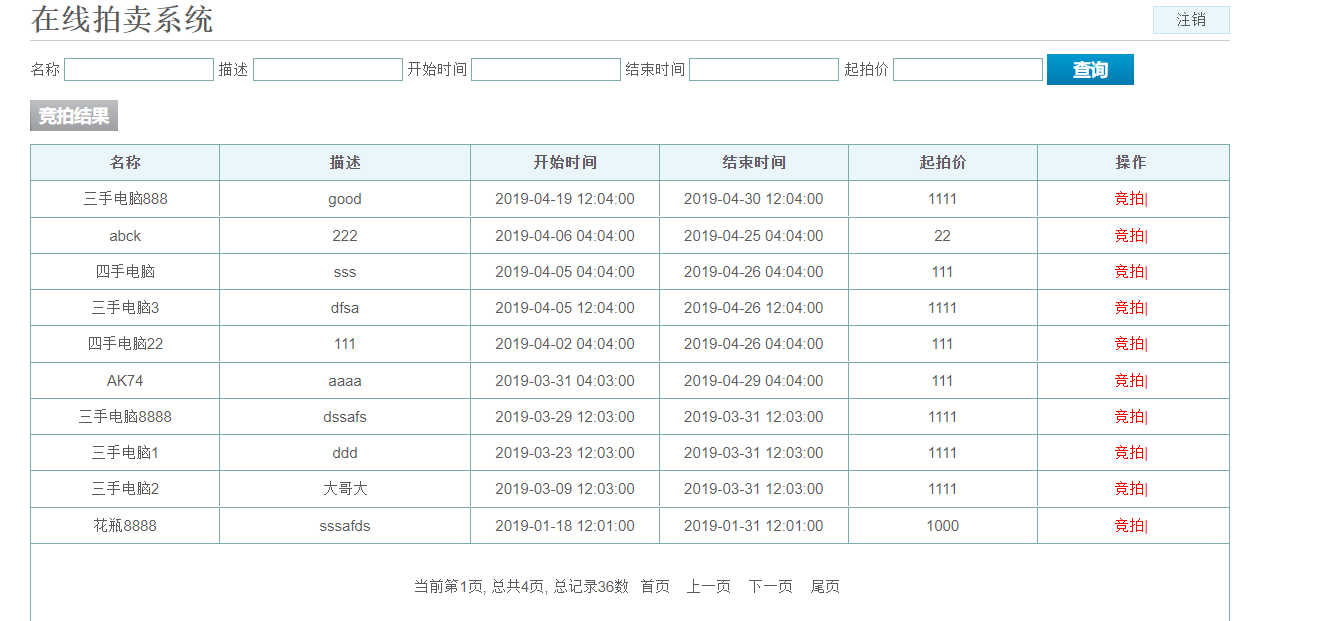 在线拍卖系统
注销
名称 描述 开始时间 结束时间 起拍价 查询
竞拍结果
名称 描述 开始时间 结束时间 起拍价 操作
三手电脑888 good 2019-04-19 12:04:00 2019-04-30 12:04:00 1111 竞拍|
abck 222 2019-04-06 04:04:00 2019-04-25 04:04:00 22 竞拍|
四手电脑 sss 2019-04-05 04:04:00 2019-04-26 04:04:00 111 竞拍|
三手电脑3 dfsa 2019-04-05 12:04:00 2019-04-26 12:04:00 1111 竞拍|
四手电脑22 111 2019-04-02 04:04:00 2019-04-26 04:04:00 111 竞拍|
AK74 aaaa 2019-03-31 04:03:00 2019-04-29 04:04:00 111 竞拍|
三手电脑8888 dssafs 2019-03-29 12:03:00 2019-03-31 12:03:00 1111 竞拍|
三手电脑1 ddd 2019-03-23 12:03:00 2019-03-31 12:03:00 1111 竞拍|
三手电脑2 大哥大 2019-03-09 12:03:00 2019-03-31 12:03:00 1111 竞拍|
花瓶8888 sssafds 2019-01-18 12:01:00 2019-01-31 12:01:00 1000 竞拍|
当前第1页, 总共4页, 总记录36数 首页 上一页 下一页 尾页